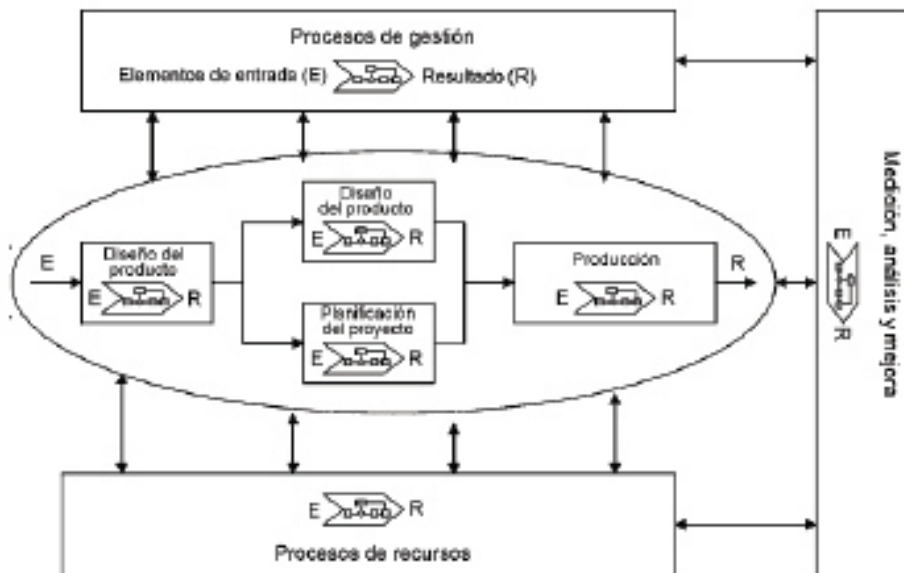 Procesos de gestión
Elementos de entrada (E) Resultado (R)
Diseño
del producto
E R
E
Diseño del
producto
E R
Planificación
del proyecto
E R
Producción
E R
R
E R
Medición, análisis y mejora
E R
Procesos de recursos